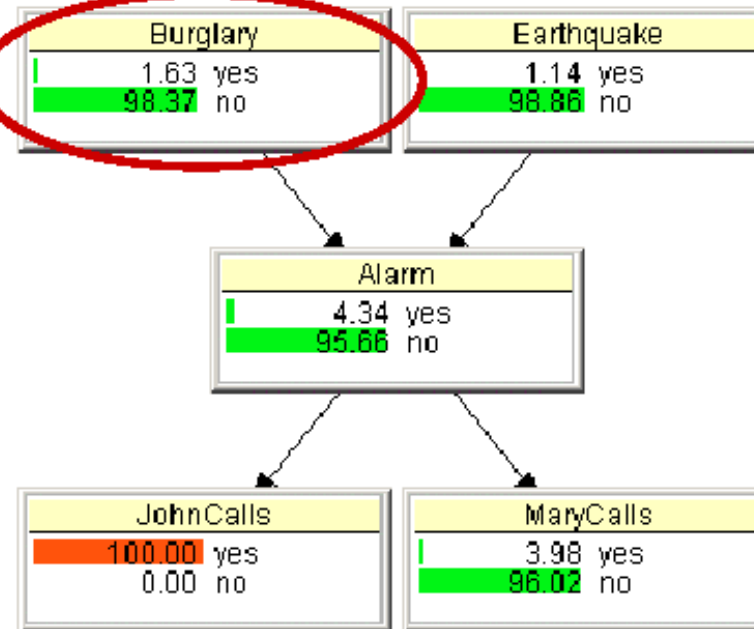 Burglary
1.63 yes
98.37 no
Earthquake
1.14 yes
98.86 no
Alarm
4.34 yes
95.66 no
JohnCalls
100.00 yes
0.00 no
MaryCalls
3.98 yes
96.02 no